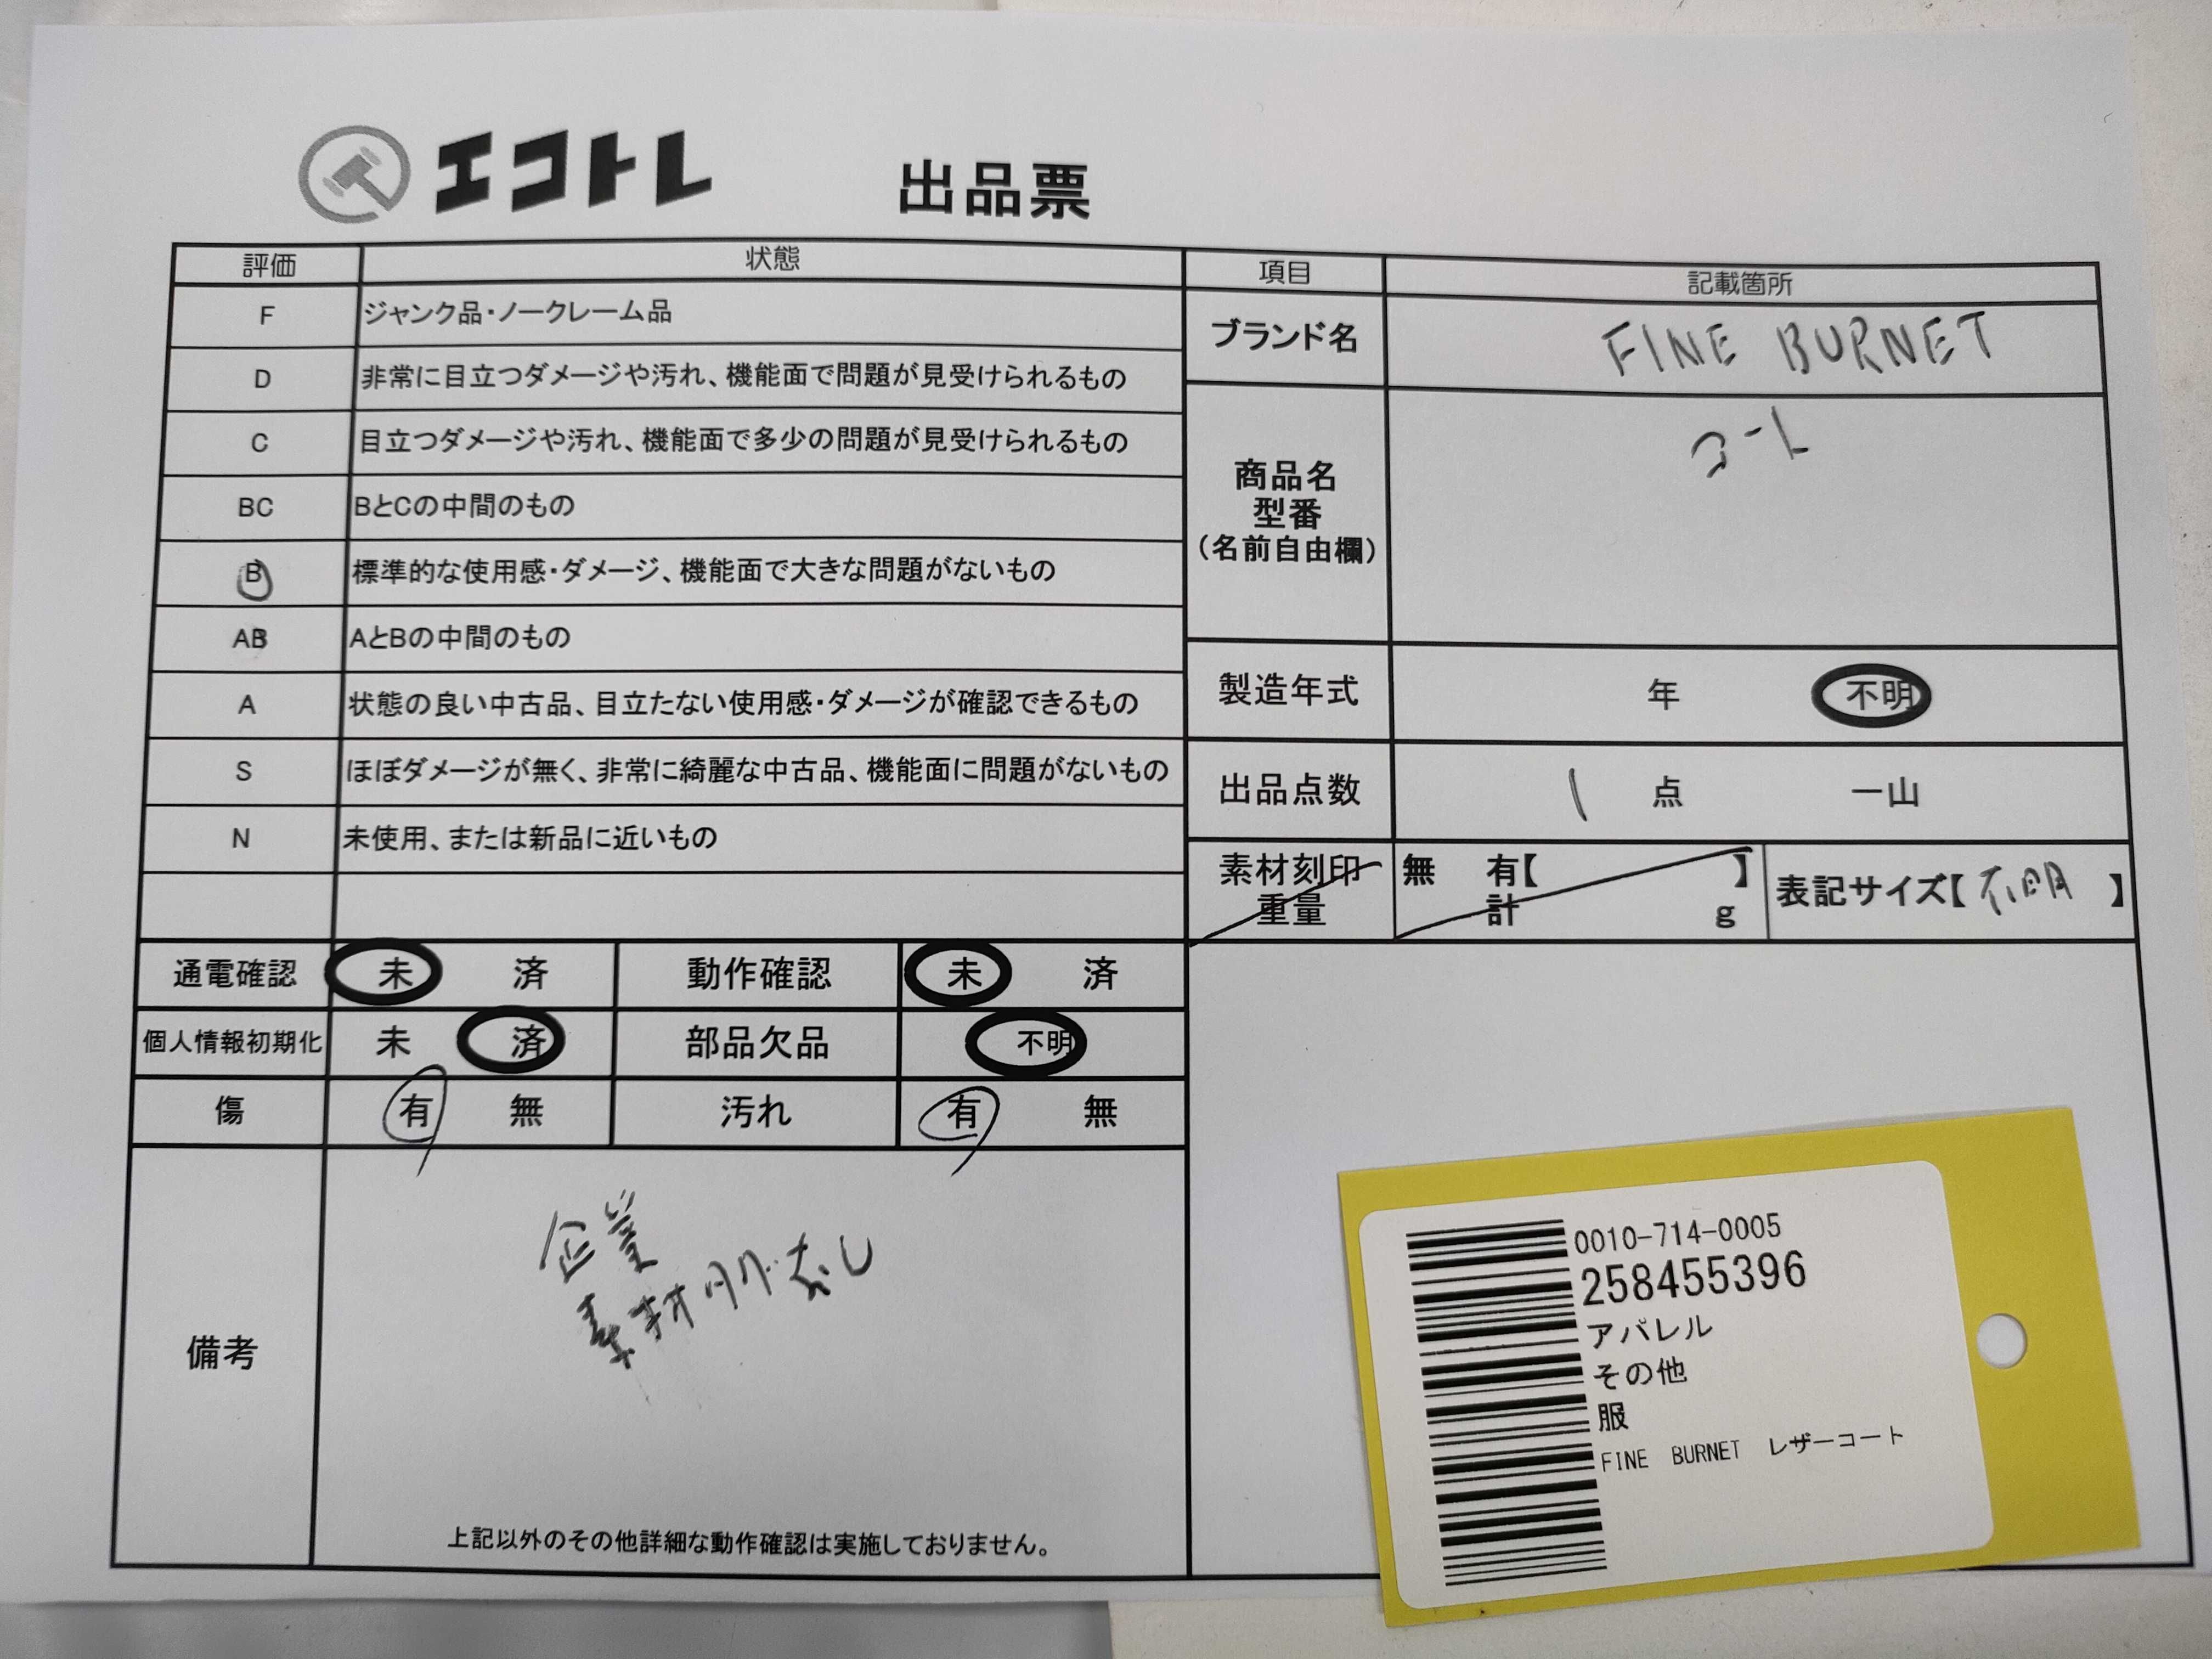 エコトレ 出品票
評価 状態
F ジャンク品・ノークレーム品
D 非常に目立つダメージや汚れ、機能面で問題が見受けられるもの
C 目立つダメージや汚れ、機能面で多少の問題が見受けられるもの
BC BとCの中間のもの
B 標準的な使用感・ダメージ、機能面で大きな問題がないもの
AB AとBの中間のもの
A 状態の良い中古品、目立たない使用感・ダメージが確認できるもの
S ほぼダメージが無く、非常に綺麗な中古品、機能面に問題がないもの
N 未使用、または新品に近いもの
項目 記載箇所
ブランド名 FINE BURNET
商品名
型番
(名前自由欄)
コート
製造年式 年 不明
出品点数 1 点 一山
素材刻印
重量
無 有【 】
計 g
表記サイズ【不明】
通電確認 未 済 動作確認 未 済
個人情報初期化 未 済 部品欠品 不明
傷 有 無 汚れ 有 無
備考
企業
素材タグなし
上記以外のその他詳細な動作確認は実施しておりません。
0010-714-0005
258455396
アパレル
その他
服
FINE BURNET レザーコート